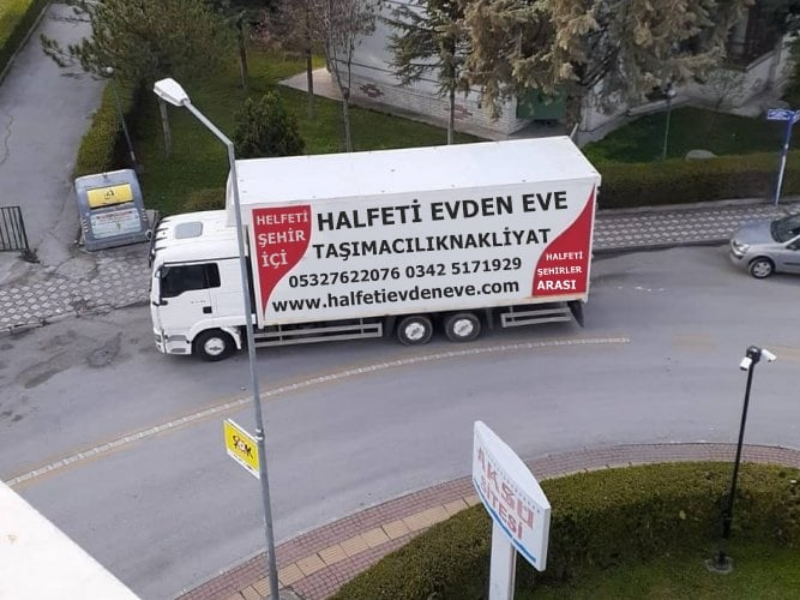 HELFETİ
ŞEHİR
İÇİ
HALFETİ EVDEN EVE
TAŞIMACILIKNAKLİYAT
05327622076 0342 5171929
www.halfetievdeneve.com
HALFETİ
ŞEHİRLER
ARASI
ŞOK
AKSU
SİTESİ